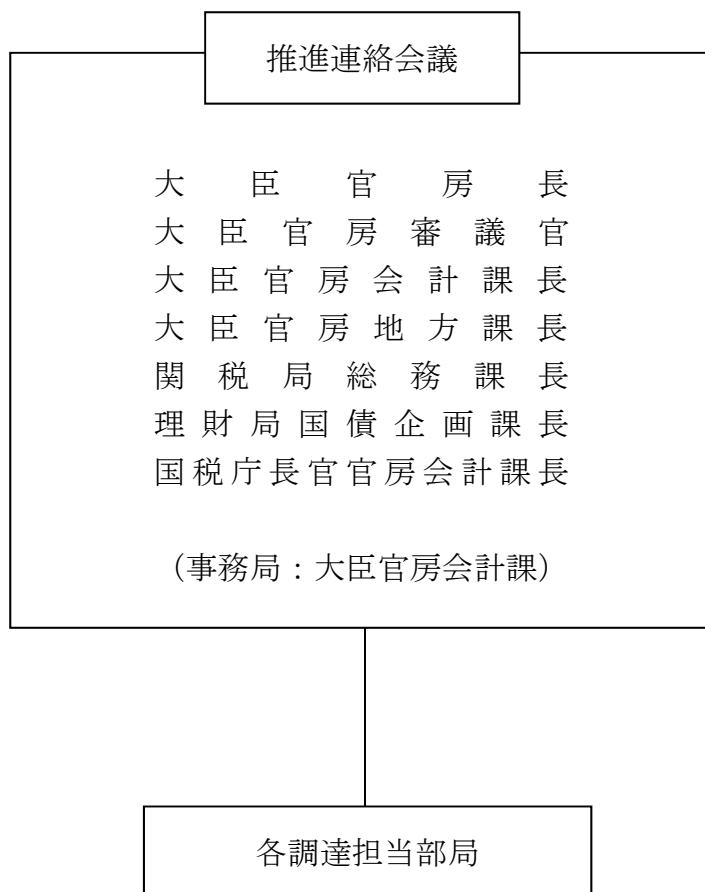 推進連絡会議
大臣官房長
大臣官房審議官
大臣官房会計課長
大臣官房地方課長
関税局総務課長
理財局国債企画課長
国税庁長官官房会計課長
（事務局：大臣官房会計課）
各調達担当部局